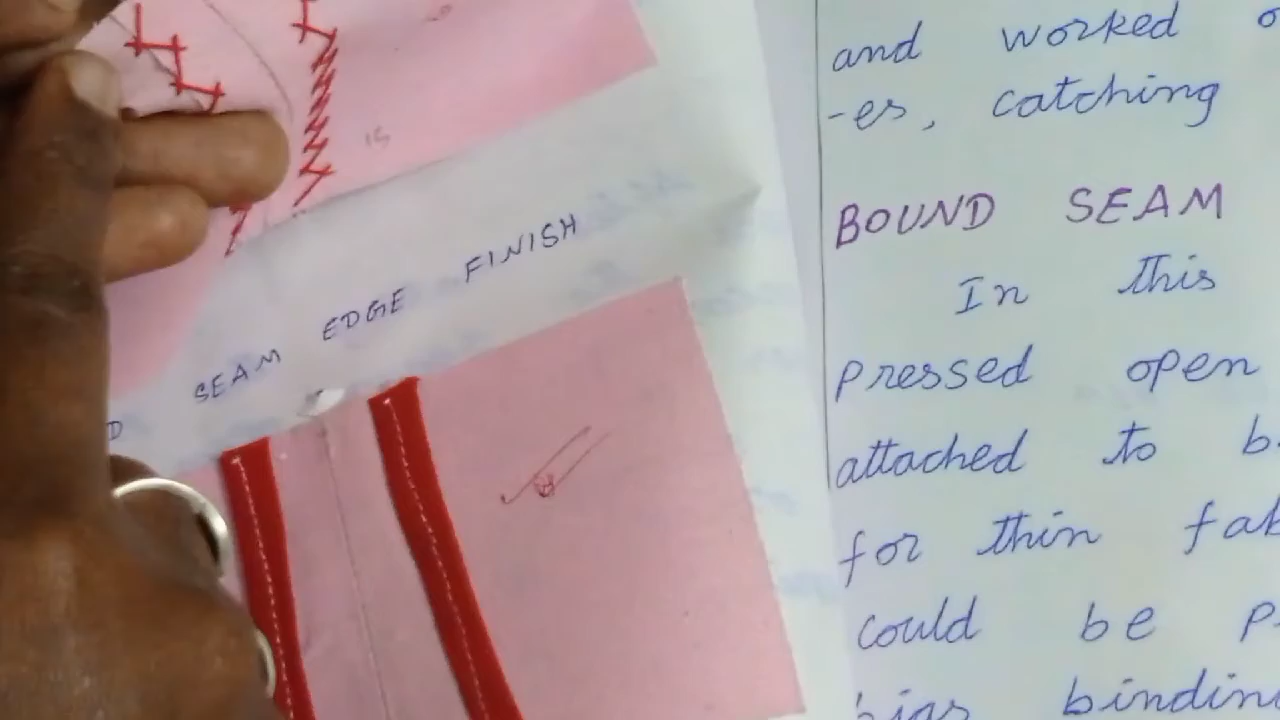 SEAM EDGE FINISH
and worked
-es, catching
BOUND SEAM
In this
pressed open
attached to
for thin
could be